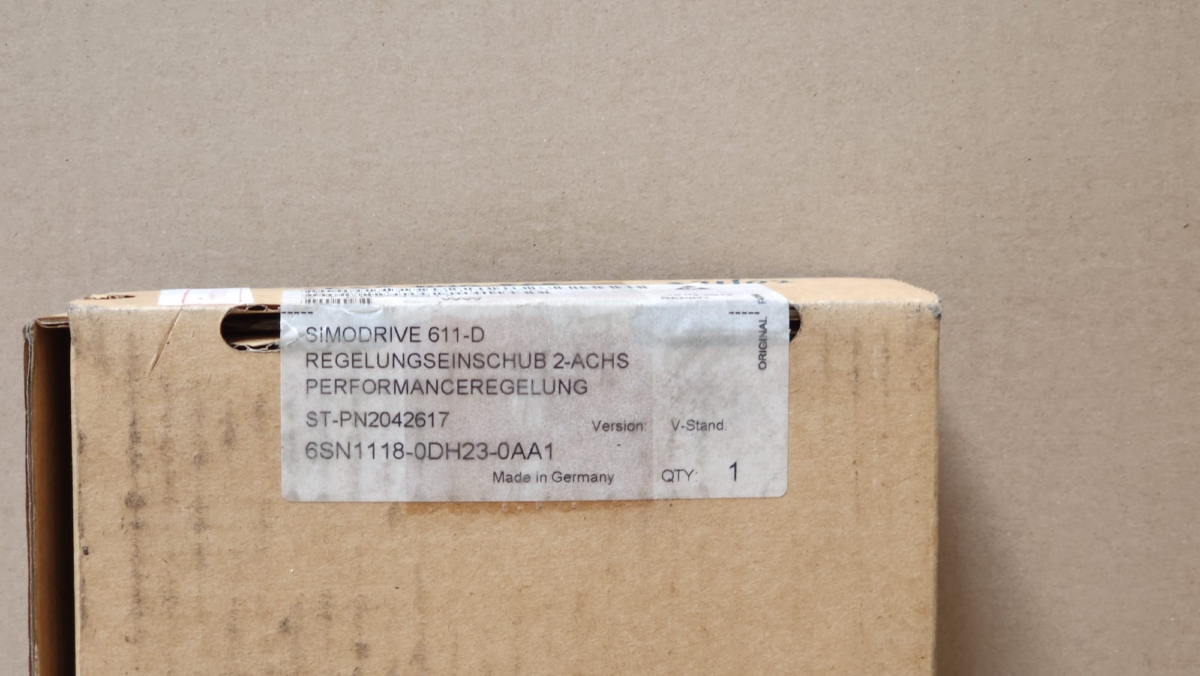 SIMODRIVE 611-D
REGELUNGSEINSCHUB 2-ACHS
PERFORMANCEREGELUNG
ST-PN2042617
Version: V-Stand:
-
6SN1118-0DH23-0AA1
Made in Germany QTY: 1
ORIGINAL